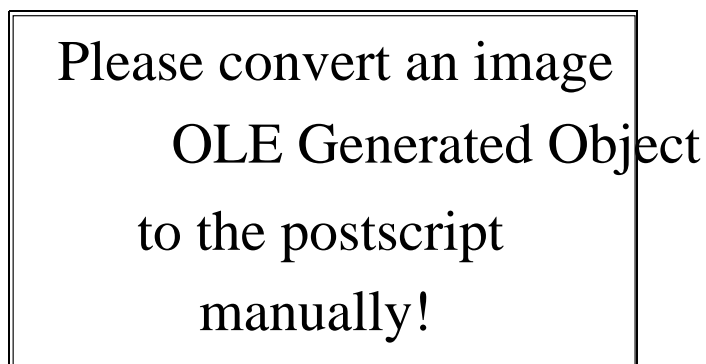 Please convert an image
OLE Generated Object
to the postscript
manually!